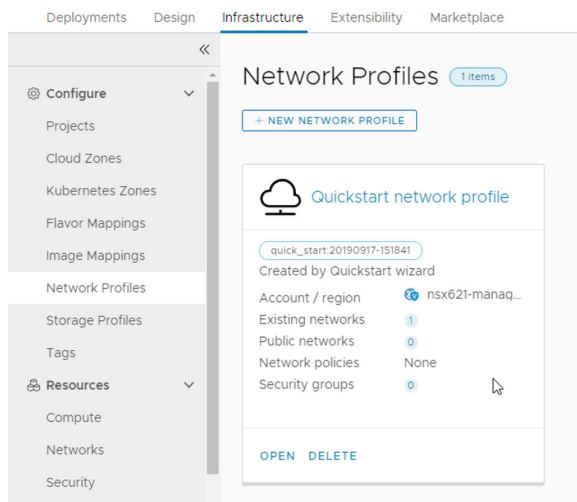 Deployments Design Infrastructure Extensibility Marketplace
Configure
Projects
Cloud Zones
Kubernetes Zones
Flavor Mappings
Image Mappings
Network Profiles
Storage Profiles
Tags
Resources
Compute
Networks
Security
Network Profiles 1 items
+ NEW NETWORK PROFILE
Quickstart network profile
quick_start:20190917-151841
Created by Quickstart wizard
Account / region nsx621-manag...
Existing networks 1
Public networks 0
Network policies None
Security groups 0
OPEN DELETE